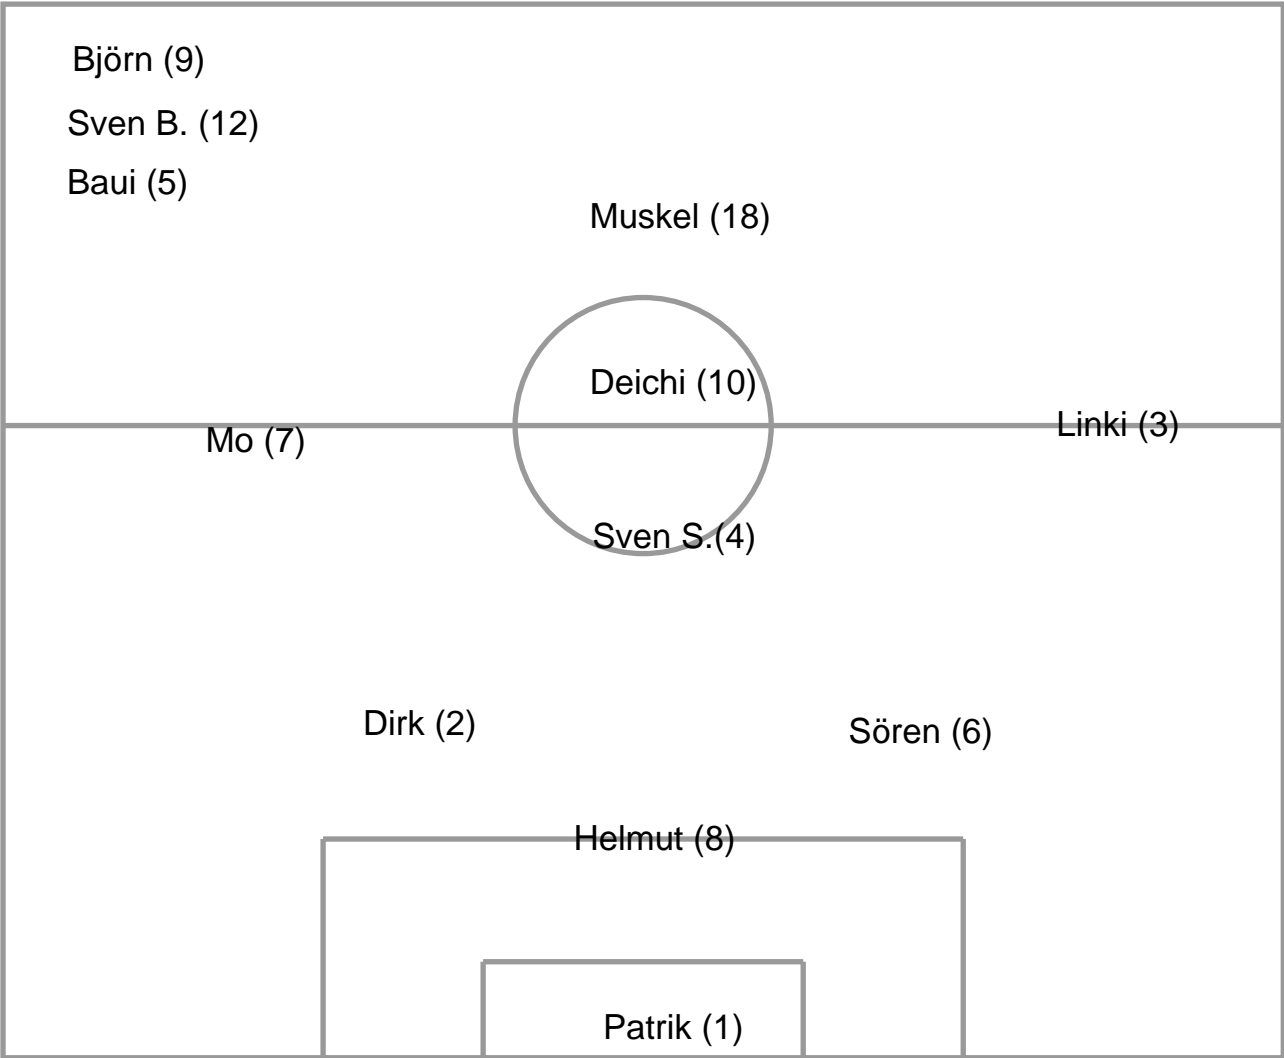 Björn (9)
Sven B. (12)
Baui (5)
Muskel (18)
Deichi (10)
Linki (3)
Mo (7)
Sven S.(4)
Dirk (2)
Sören (6)
Helmut (8)
Patrik (1)